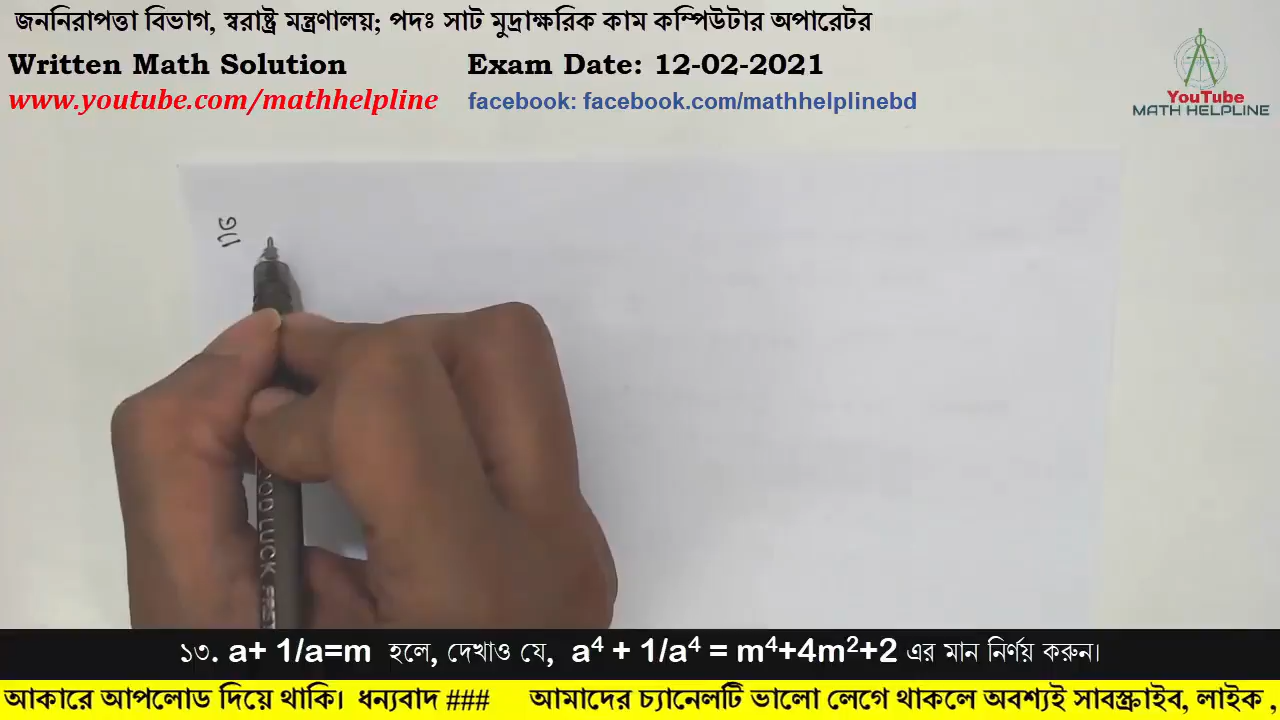 জননিরাপত্তা বিভাগ, স্বরাষ্ট্র মন্ত্রণালয়; পদঃ সাট মুদ্রাক্ষরিক কাম কম্পিউটার অপারেটর
Written Math Solution Exam Date: 12-02-2021
www.youtube.com/mathhelpline facebook: facebook.com/mathhelplinebd
YouTube
MATH HELPLINE
GOOD LUCK
১৩. a+ 1/a=m হলে, দেখাও যে, a⁴ + 1/a⁴ = m⁴+4m²+2 এর মান নির্ণয় করুন।
আকারে আপলোড দিয়ে থাকি। ধন্যবাদ ### আমাদের চ্যানেলটি ভালো লেগে থাকলে অবশ্যই সাবস্ক্রাইব, লাইক ,